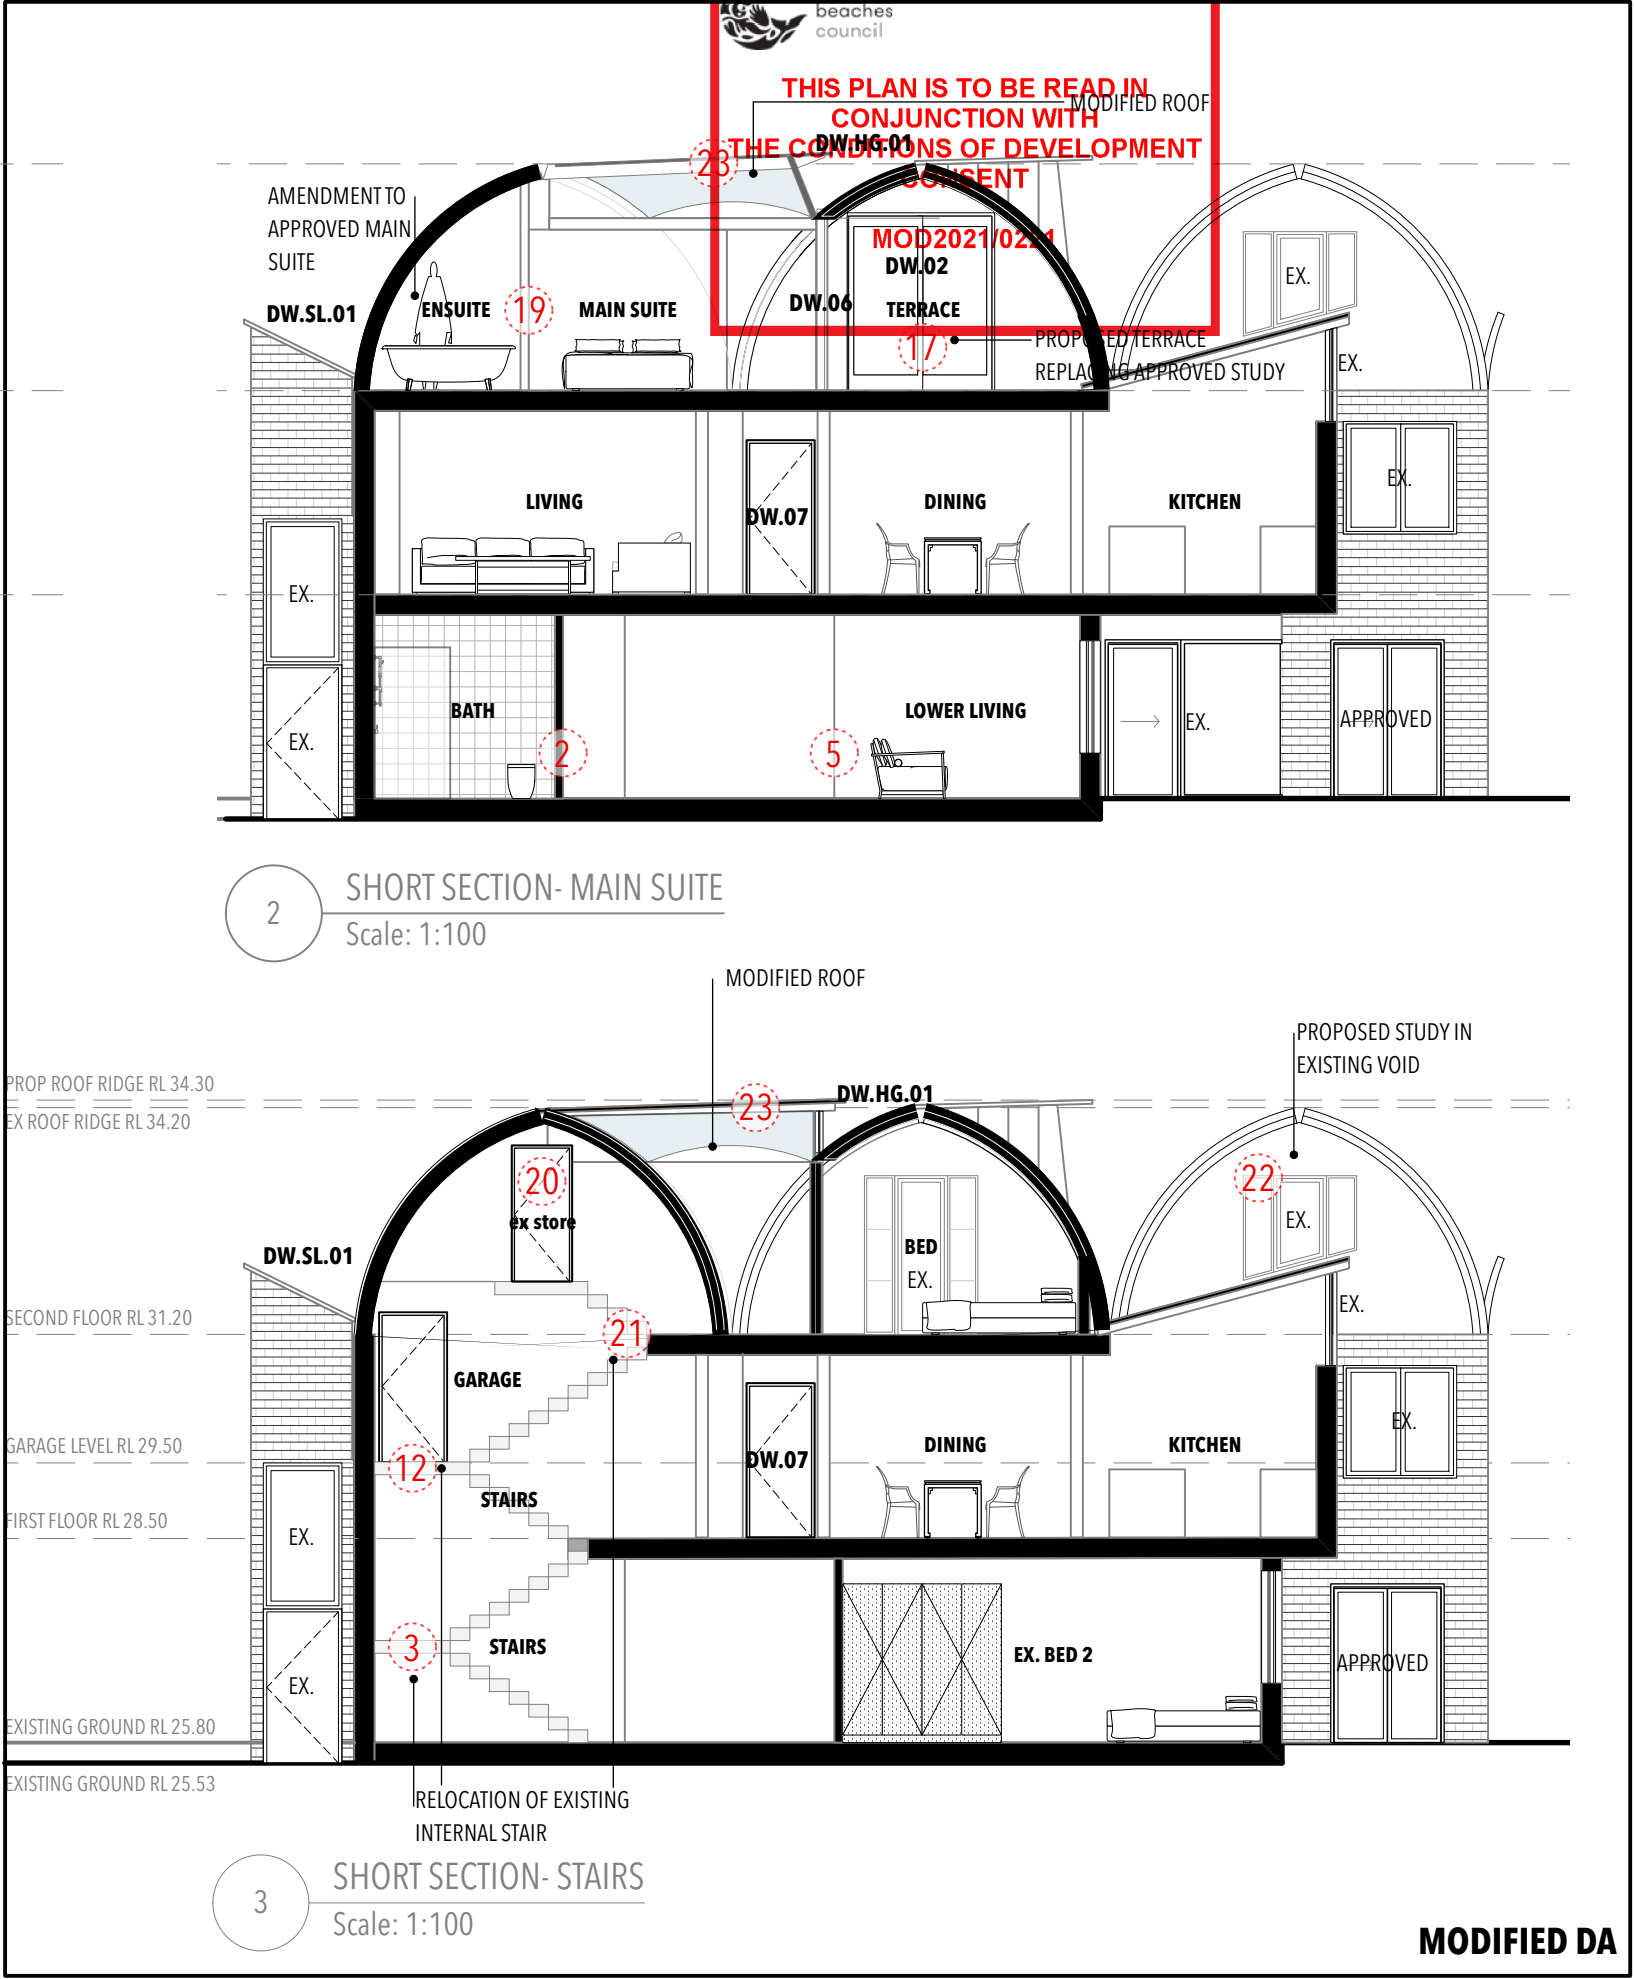 beaches
council
THIS PLAN IS TO BE READ IN
CONJUNCTION WITH
THE CONDITIONS OF DEVELOPMENT
CONSENT
MOD2021/0221
MODIFIED ROOF
DW.HG.01
23
AMENDMENT TO
APPROVED MAIN
SUITE
DW.SL.01
ENSUITE
19
MAIN SUITE
DW.06
DW.02
TERRACE
17
PROPOSED TERRACE
REPLACING APPROVED STUDY
EX.
EX.
LIVING
DW.07
DINING
KITCHEN
EX.
EX.
EX.
BATH
2
5
LOWER LIVING
EX.
APPROVED
2
SHORT SECTION- MAIN SUITE
Scale: 1:100
MODIFIED ROOF
PROPOSED STUDY IN
EXISTING VOID
PROP ROOF RIDGE RL 34.30
EX ROOF RIDGE RL 34.20
23
DW.HG.01
20
ex store
22
EX.
DW.SL.01
BED
EX.
EX.
SECOND FLOOR RL 31.20
21
GARAGE
GARAGE LEVEL RL 29.50
12
DW.07
DINING
KITCHEN
EX.
STAIRS
FIRST FLOOR RL 28.50
EX.
3
STAIRS
EX. BED 2
APPROVED
EX.
EXISTING GROUND RL 25.80
EXISTING GROUND RL 25.53
RELOCATION OF EXISTING
INTERNAL STAIR
3
SHORT SECTION- STAIRS
Scale: 1:100
MODIFIED DA